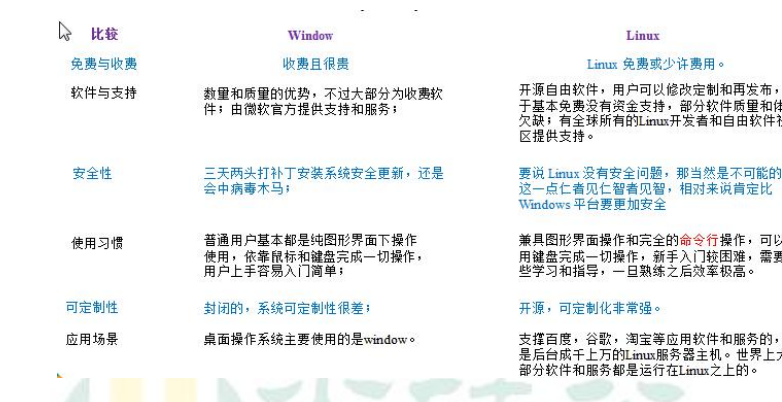 比较 Window Linux
免费与收费 收费且很贵 Linux 免费或少许费用。
软件与支持
数量和质量的优势，不过大部分为收费软
件；由微软官方提供支持和服务；
开源自由软件，用户可以修改定制和再发布，
于基本免费没有资金支持，部分软件质量和体
欠缺；有全球所有的Linux开发者和自由软件社
区提供支持。
安全性
三天两头打补丁安装系统安全更新，还是
会中病毒木马；
要说 Linux 没有安全问题，那当然是不可能的
这一点仁者见仁智者见智，相对来说肯定比
Windows 平台要更加安全
使用习惯
普通用户基本都是纯图形界面下操作
使用，依靠鼠标和键盘完成一切操作，
用户上手容易入门简单；
兼具图形界面操作和完全的命令行操作，可以
用键盘完成一切操作，新手入门较困难，需要
些学习和指导，一旦熟练之后效率极高。
可定制性 封闭的，系统可定制性很差； 开源，可定制化非常强。
应用场景
桌面操作系统主要使用的是window。
支撑百度，谷歌，淘宝等应用软件和服务的，
是后台成千上万的Linux服务器主机。世界上大
部分软件和服务都是运行在Linux之上的。